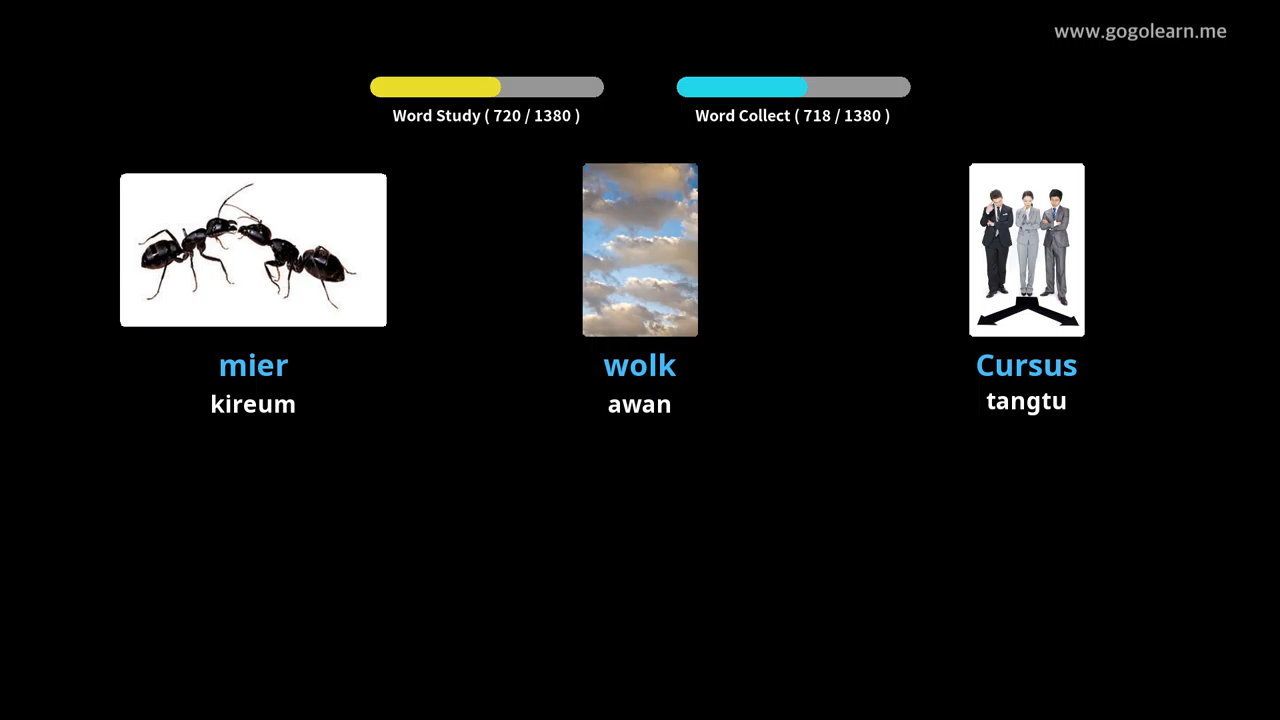 www.gogolearn.me
Word Study ( 720 / 1380 )
Word Collect ( 718 / 1380 )
mier
kireum
wolk
awan
Cursus
tangtu